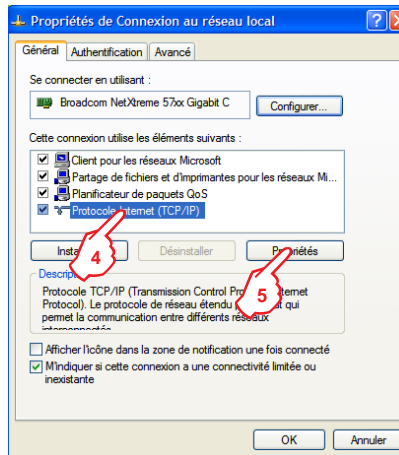 Propriétés de Connexion au réseau local
Général Authentification Avancé
Se connecter en utilisant :
Broadcom NetXtreme 57xx Gigabit C
Configurer...
Cette connexion utilise les éléments suivants :
Client pour les réseaux Microsoft
Partage de fichiers et d'imprimantes pour les réseaux Mi...
Planificateur de paquets QoS
Protocole Internet (TCP/IP)
Désinstaller
4
5
Protocole TCP/IP (Transmission Control
Protocol). Le protocole de réseau étendu qui
permet la communication entre différents réseaux
interconnectés
Afficher l'icône dans la zone de notification une fois connecté
M'indiquer si cette connexion a une connectivité limitée ou
inexistante
OK Annuler